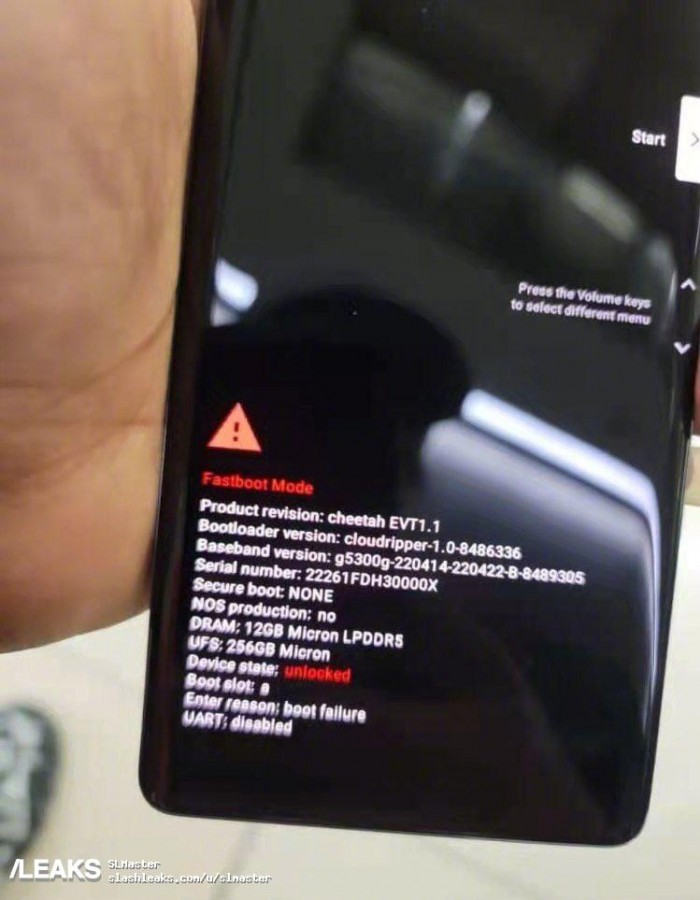 Start
Press the Volume keys
to select different menu
Fastboot Mode
Product revision: cheetah EVT1.1
Bootloader version: cloudripper-1.0-8486336
Baseband version: g5300g-220414-220422-B-8489305
Serial number: 22261FDH30000X
Secure boot: NONE
NOS production: no
DRAM: 12GB Micron LPDDR5
UFS: 256GB Micron
Device state: unlocked
Boot slot: a
Enter reason: boot failure
UART: disabled
/LEAKS
SLMaster
slashleaks.com/u/slmaster